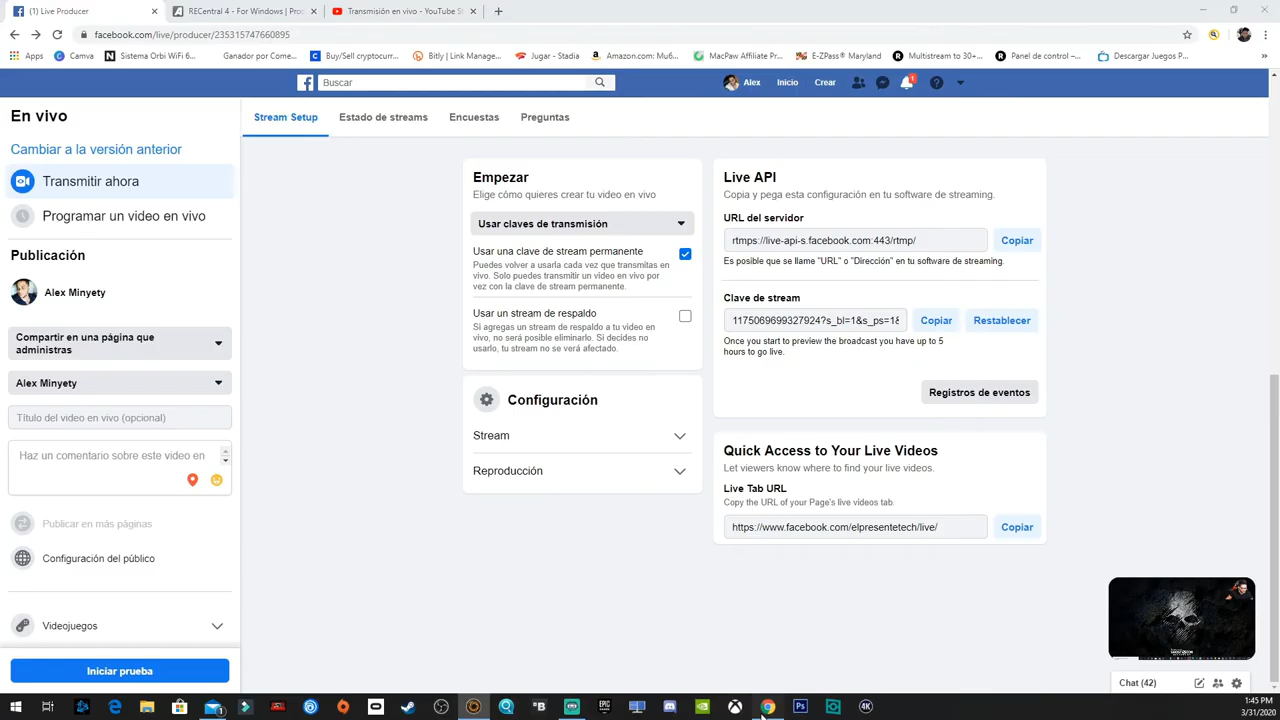 (1) Live Producer
RECentral 4 - For Windows | Prod
Transmisión en vivo - YouTube St
facebook.com/live/producer/235315747660895
Apps
Canva
Sistema Orbi WiFi 6...
Ganador por Come...
Buy/Sell cryptocurr...
Bitly | Link Manage...
Jugar - Stadia
Amazon.com: Mu6...
MacPaw Affiliate Pr...
E-ZPass® Maryland
Multistream to 30+...
Panel de control –...
Descargar Juegos P...
Buscar
Alex
Inicio
Crear
1
En vivo
Cambiar a la versión anterior
Transmitir ahora
Programar un video en vivo
Publicación
Alex Minyety
Compartir en una página que
administras
Alex Minyety
Título del video en vivo (opcional)
Haz un comentario sobre este video en
Publicar en más páginas
Configuración del público
Videojuegos
Iniciar prueba
Stream Setup
Estado de streams
Encuestas
Preguntas
Empezar
Elige cómo quieres crear tu video en vivo
Usar claves de transmisión
Usar una clave de stream permanente
Puedes volver a usarla cada vez que transmitas en
vivo. Solo puedes transmitir un video en vivo por
vez con la clave de stream permanente.
Usar un stream de respaldo
Si agregas un stream de respaldo a tu video en
vivo, no será posible eliminarlo. Si decides no
usarlo, tu stream no se verá afectado.
Configuración
Stream
Reproducción
Live API
Copia y pega esta configuración en tu software de streaming.
URL del servidor
rtmps://live-api-s.facebook.com:443/rtmp/
Copiar
Es posible que se llame "URL" o "Dirección" en tu software de streaming.
Clave de stream
117506969​9327924?s_bl=1&s_ps=1&
Copiar
Restablecer
Once you start to preview the broadcast you have up to 5
hours to go live.
Registros de eventos
Quick Access to Your Live Videos
Let viewers know where to find your live videos.
Live Tab URL
Copy the URL of your Page's live videos tab.
https://www.facebook.com/elpresentetech/live/
Copiar
Chat (42)
1:45 PM
3/31/2020